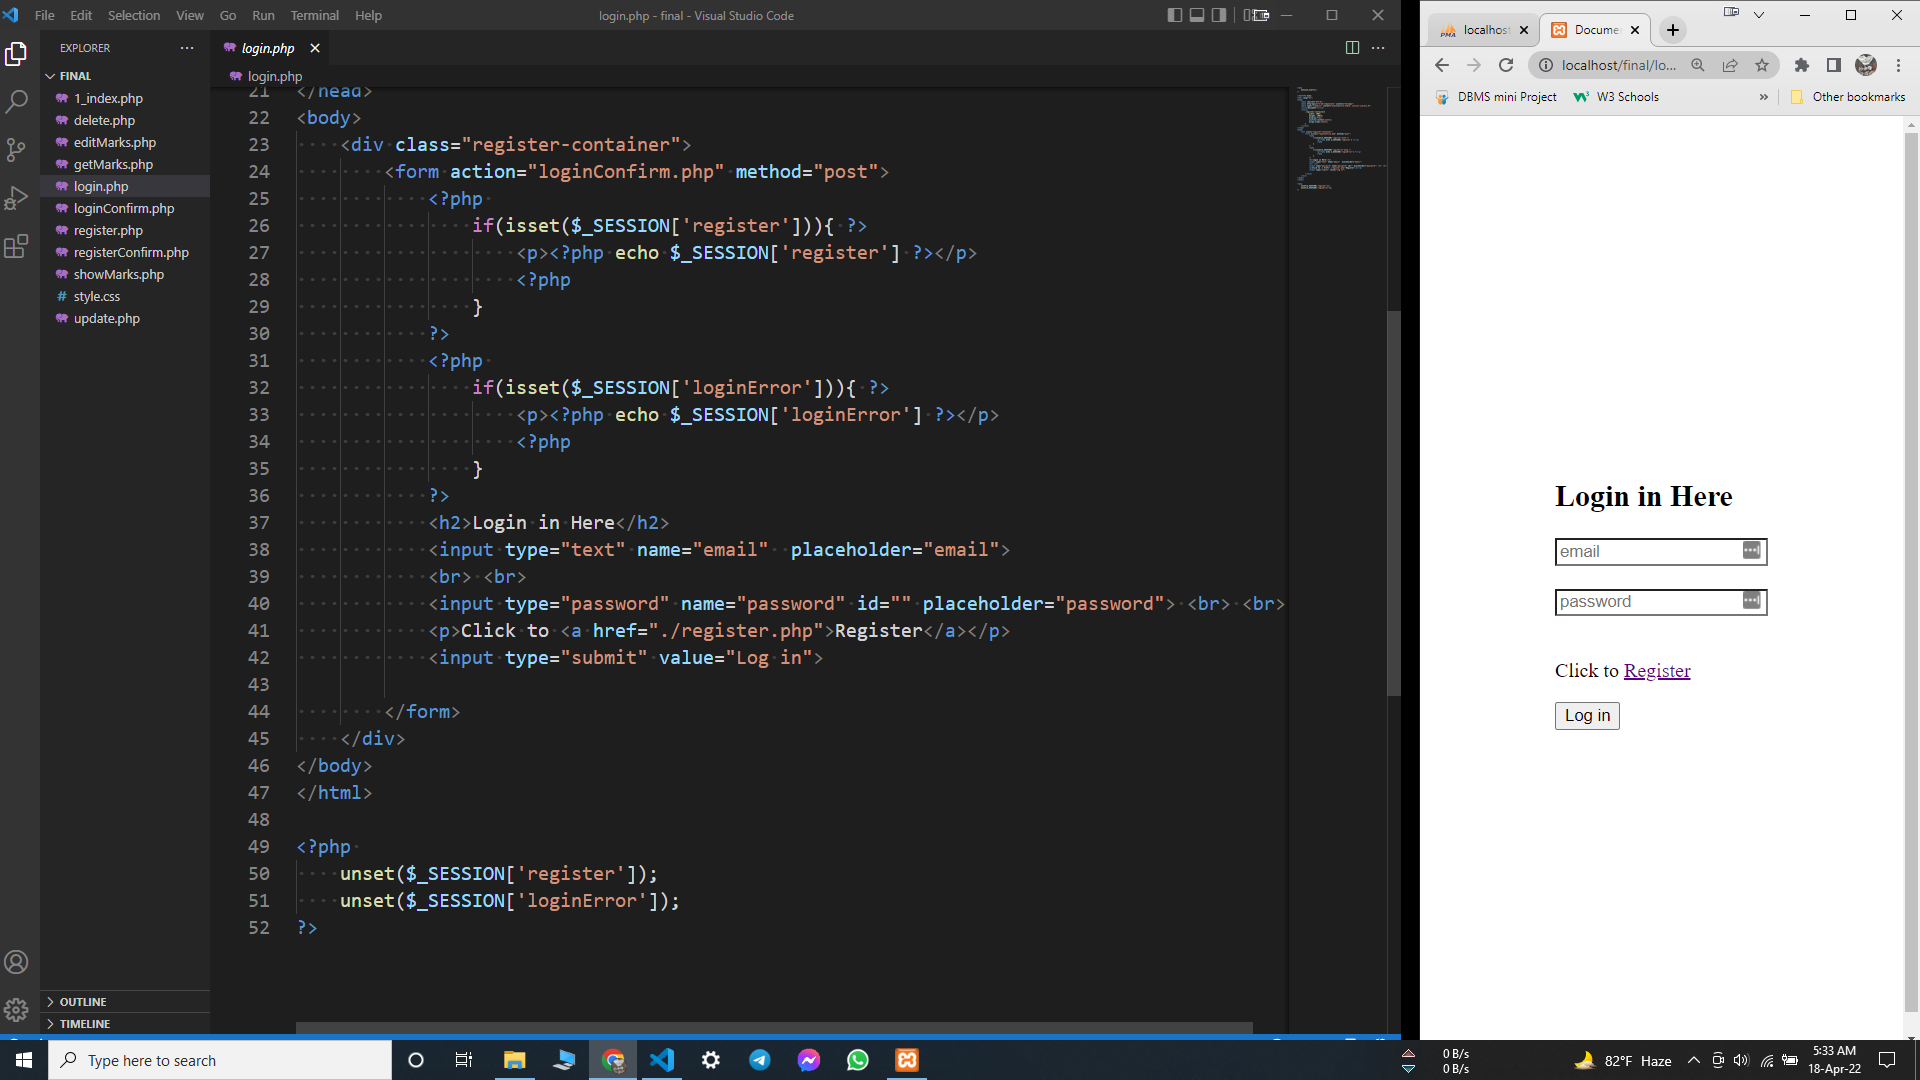 File Edit Selection View Go Run Terminal Help
login.php - final - Visual Studio Code
EXPLORER
FINAL
1_index.php
delete.php
editMarks.php
getMarks.php
login.php
loginConfirm.php
register.php
registerConfirm.php
showMarks.php
style.css
update.php
OUTLINE
TIMELINE
login.php
login.php
21 </head>
22 <body>
23 <div class="register-container">
24 <form action="loginConfirm.php" method="post">
25 <?php
26 if(isset($_SESSION['register'])){ ?>
27 <p><?php echo $_SESSION['register'] ?></p>
28 <?php
29 }
30 ?>
31 <?php
32 if(isset($_SESSION['loginError'])){ ?>
33 <p><?php echo $_SESSION['loginError'] ?></p>
34 <?php
35 }
36 ?>
37 <h2>Login in Here</h2>
38 <input type="text" name="email"  placeholder="email">
39 <br> <br>
40 <input type="password" name="password" id="" placeholder="password"> <br> <br>
41 <p>Click to <a href="./register.php">Register</a></p>
42 <input type="submit" value="Log in">
43
44 </form>
45 </div>
46 </body>
47 </html>
48
49 <?php
50 unset($_SESSION['register']);
51 unset($_SESSION['loginError']);
52 ?>
PMA localhost
Docume
localhost/final/lo...
DBMS mini Project W3 Schools » Other bookmarks
Login in Here
email
password
Click to Register
Log in
Type here to search
0 B/s
0 B/s
82°F Haze
5:33 AM
18-Apr-22